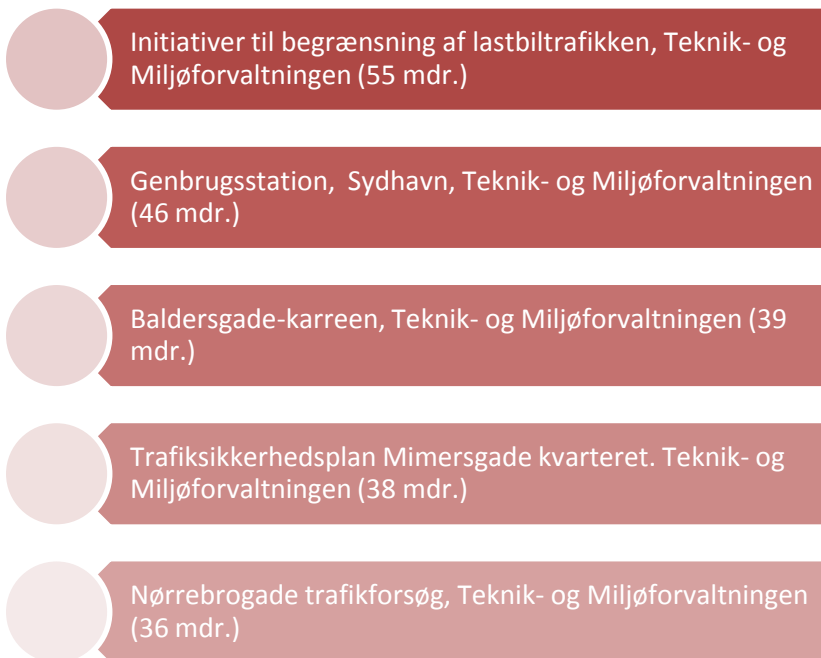 Initiativer til begrænsning af lastbiltrafikken, Teknik- og
Miljøforvaltningen (55 mdr.)
Genbrugsstation, Sydhavn, Teknik- og Miljøforvaltningen
(46 mdr.)
Baldersgade-karreen, Teknik- og Miljøforvaltningen (39
mdr.)
Trafiksikkerhedsplan Mimersgade kvarteret. Teknik- og
Miljøforvaltningen (38 mdr.)
Nørrebrogade trafikforsøg, Teknik- og Miljøforvaltningen
(36 mdr.)